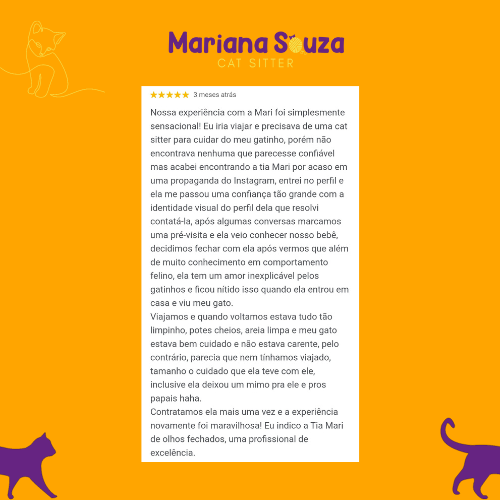 Mariana Souza
CAT SITTER
3 meses atrás
Nossa experiência com a Mari foi simplesmente
sensacional! Eu iria viajar e precisava de uma cat
sitter para cuidar do meu gatinho, porém não
encontrava nenhuma que parecesse confiável
mas acabei encontrando a tia Mari por acaso em
uma propaganda do Instagram, entrei no perfil e
ela me passou uma confiança tão grande com a
identidade visual do perfil dela que resolvi
contatá-la, após algumas conversas marcamos
uma pré-visita e ela veio conhecer nosso bebê,
decidimos fechar com ela após vermos que além
de muito conhecimento em comportamento
felino, ela tem um amor inexplicável pelos
gatinhos e ficou nítido isso quando ela entrou em
casa e viu meu gato.
Viajamos e quando voltamos estava tudo tão
limpinho, potes cheios, areia limpa e meu gato
estava bem cuidado e não estava carente, pelo
contrário, parecia que nem tínhamos viajado,
tamanho o cuidado que ela teve com ele,
inclusive ela deixou um mimo pra ele e pros
papais haha.
Contratamos ela mais uma vez e a experiência
novamente foi maravilhosa! Eu indico a Tia Mari
de olhos fechados, uma profissional de
excelência.